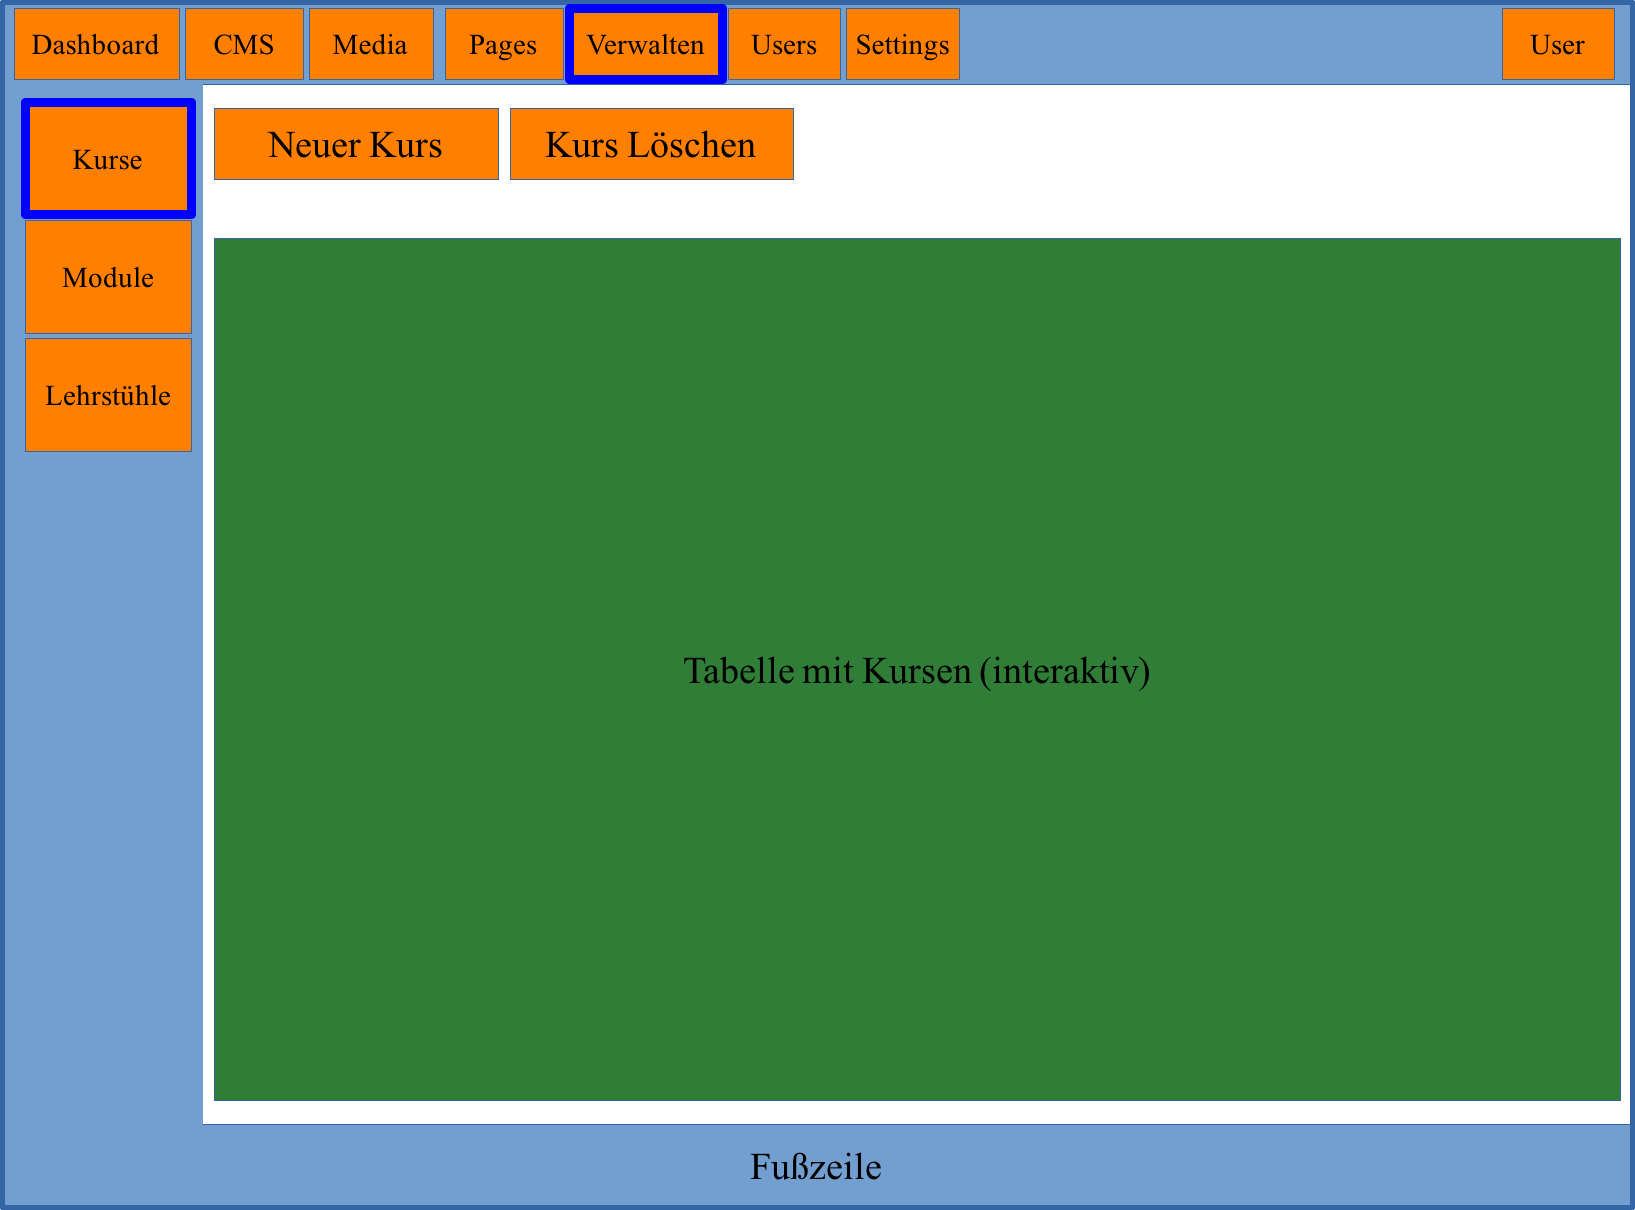 Dashboard CMS Media Pages Verwalten Users Settings User
Kurse
Module
Lehrstühle
Neuer Kurs Kurs Löschen
Tabelle mit Kursen (interaktiv)
Fußzeile